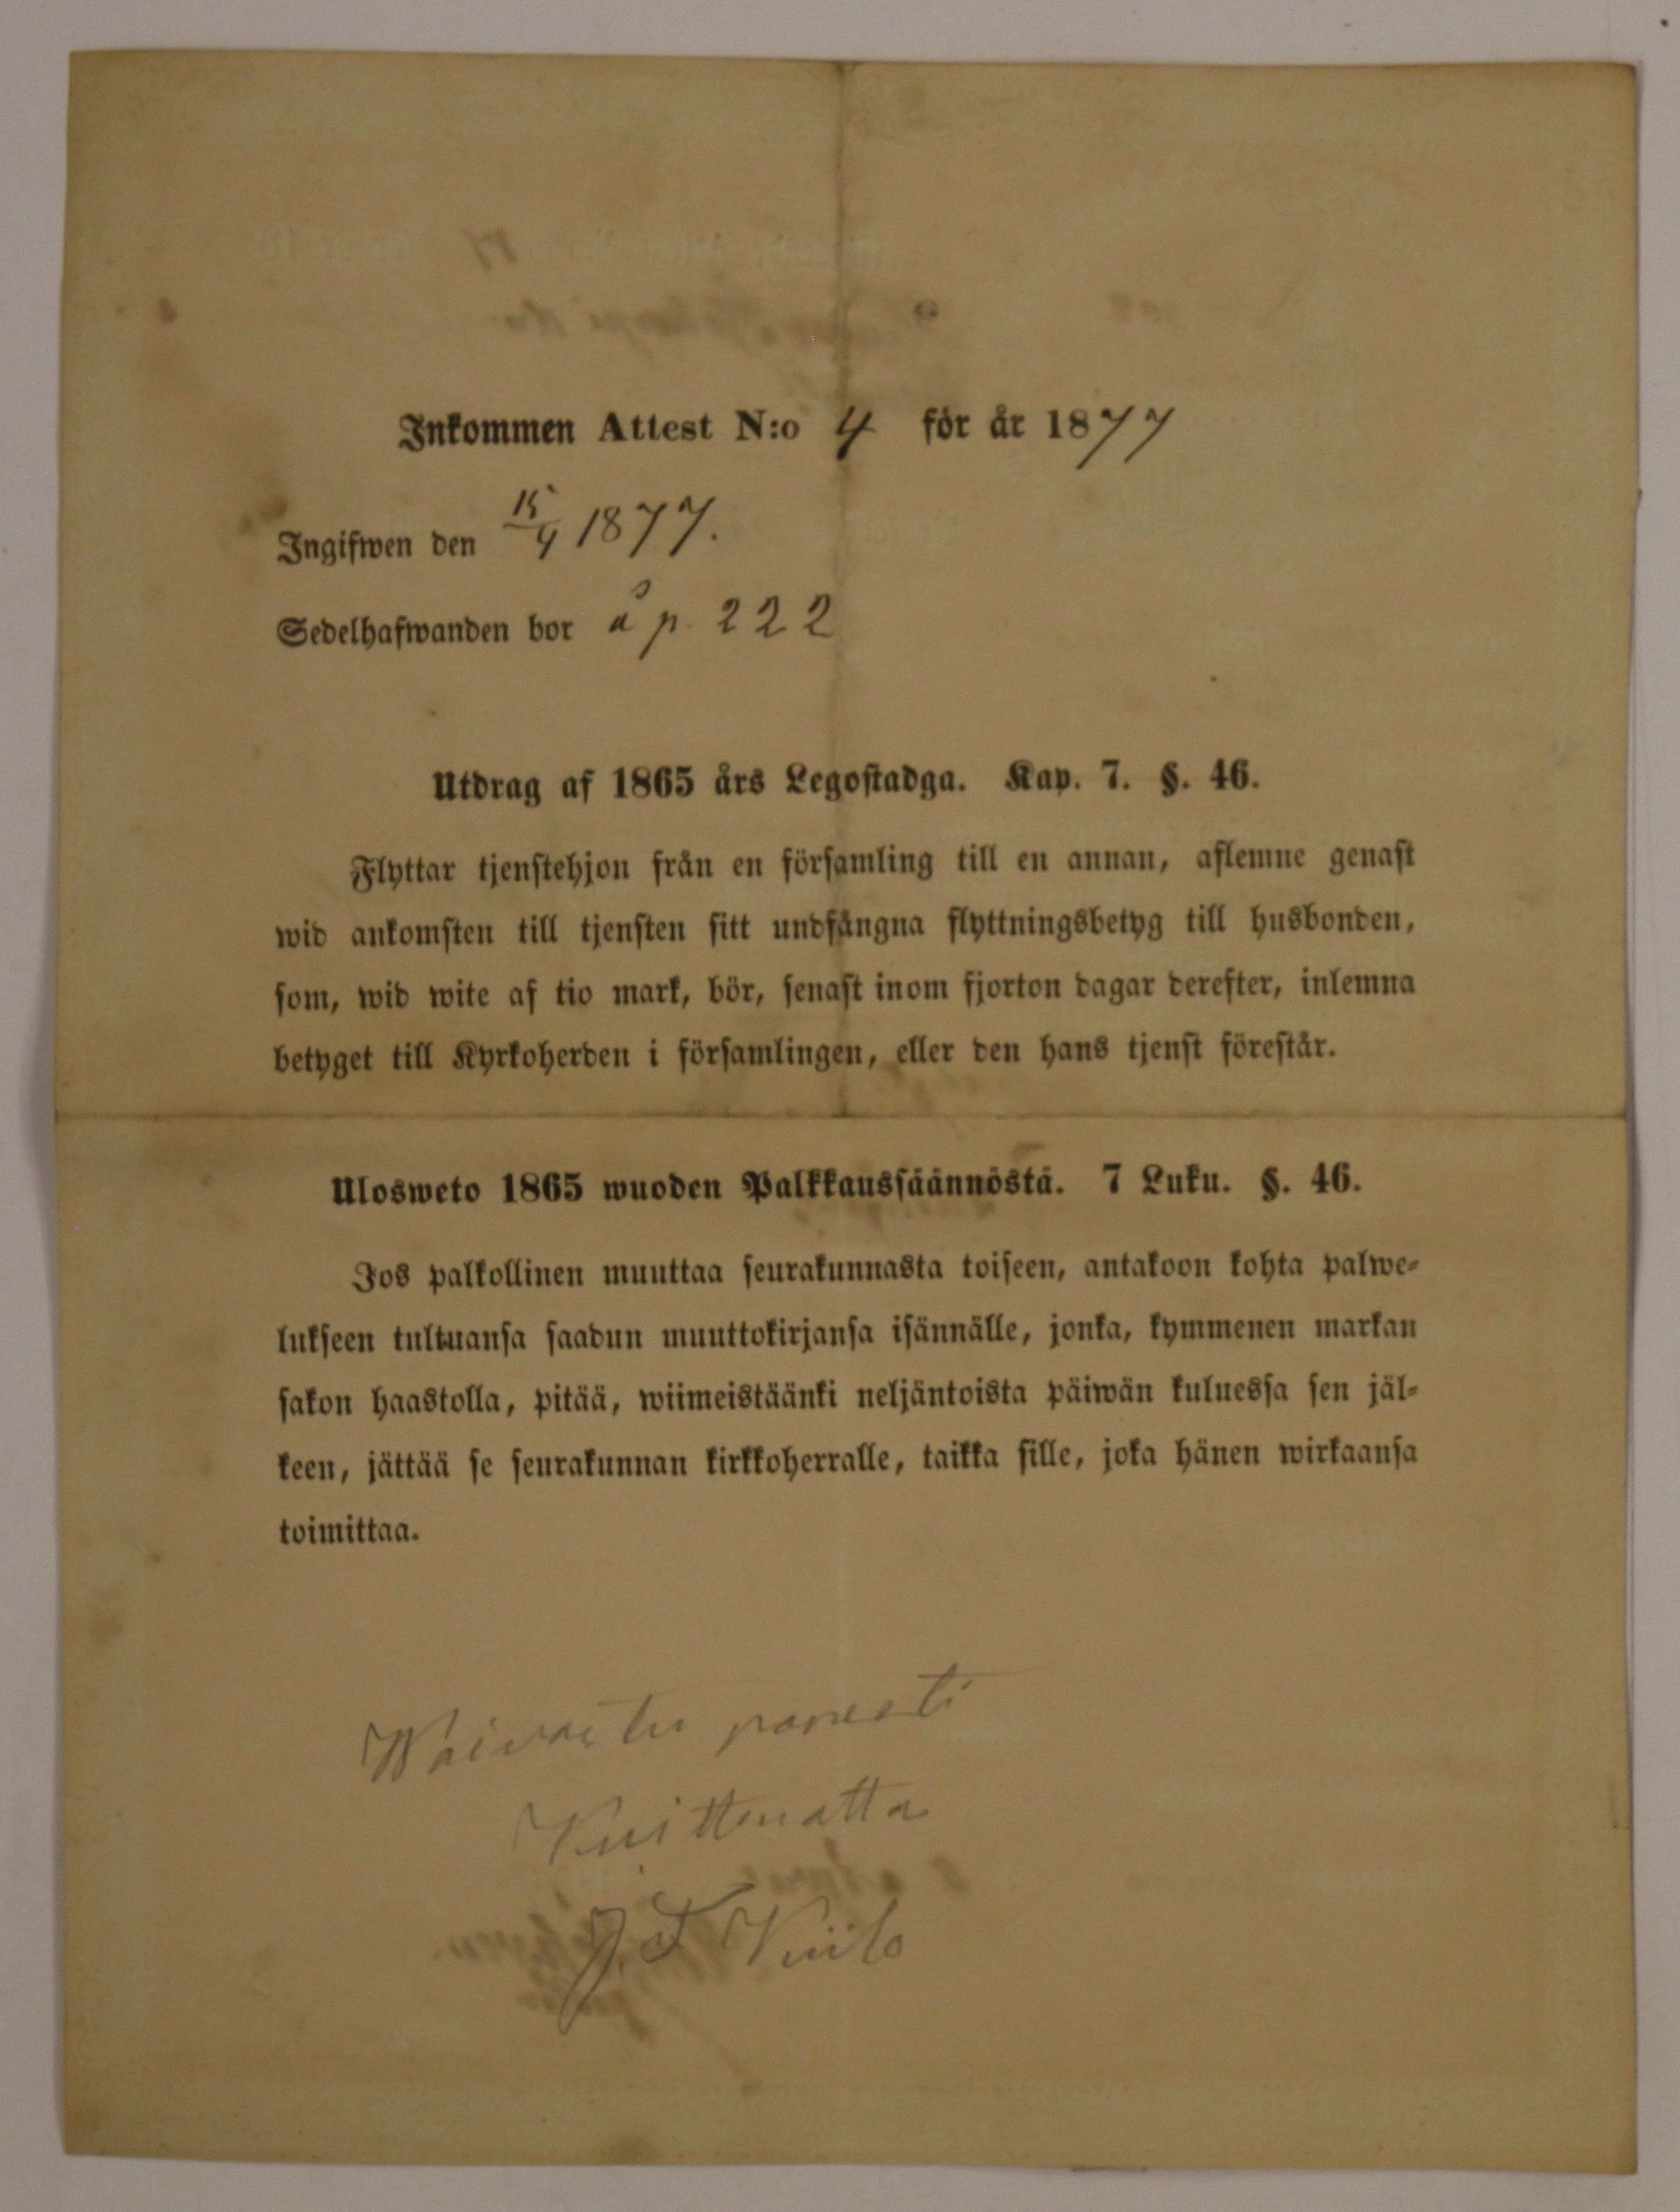 Inkommen Attest N:o 4 för år 1877
Ingifwen den 15/4 1877.
Sedelhafwanden bor å p. 222
Utdrag af 1865 års Legostadga. Kap. 7. §. 46.
Flyttar tjenstehjon från en församling till en annan, aflemne genast
wid ankomsten till tjensten sitt undfångna flyttningsbetyg till husbonden,
som, wid wite af tio mark, bör, senast inom fjorton dagar derefter, inlemna
betyget till Kyrkoherden i församlingen, eller den hans tjenst förestår.
Ulosweto 1865 wuoden Palkkaussäännöstä. 7 Luku. §. 46.
Jos palkollinen muuttaa seurakunnasta toiseen, antakoon kohta palwe-
lukseen tultuansa saadun muuttokirjansa isännälle, jonka, kymmenen markan
sakon haastolla, pitää, wiimeistäänki neljäntoista päiwän kuluessa sen jäl-
keen, jättää se seurakunnan kirkkoherralle, taikka sille, joka hänen wirkaansa
toimittaa.
Kuittenatta
J. F Kuilo